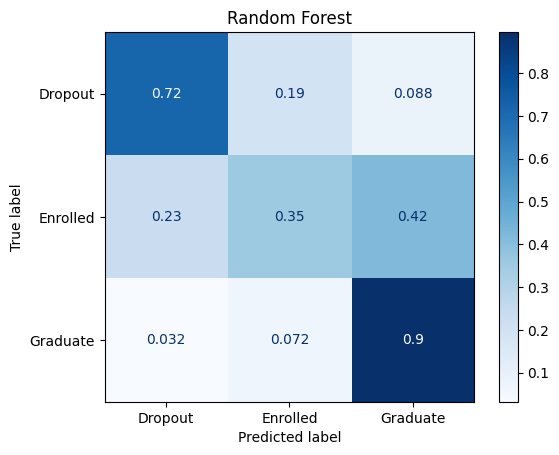 Random Forest
Dropout 0.72 0.19 0.088
Enrolled 0.23 0.35 0.42
Graduate 0.032 0.072 0.9
Dropout Enrolled Graduate
Predicted label
True label
0.8
0.7
0.6
0.5
0.4
0.3
0.2
0.1